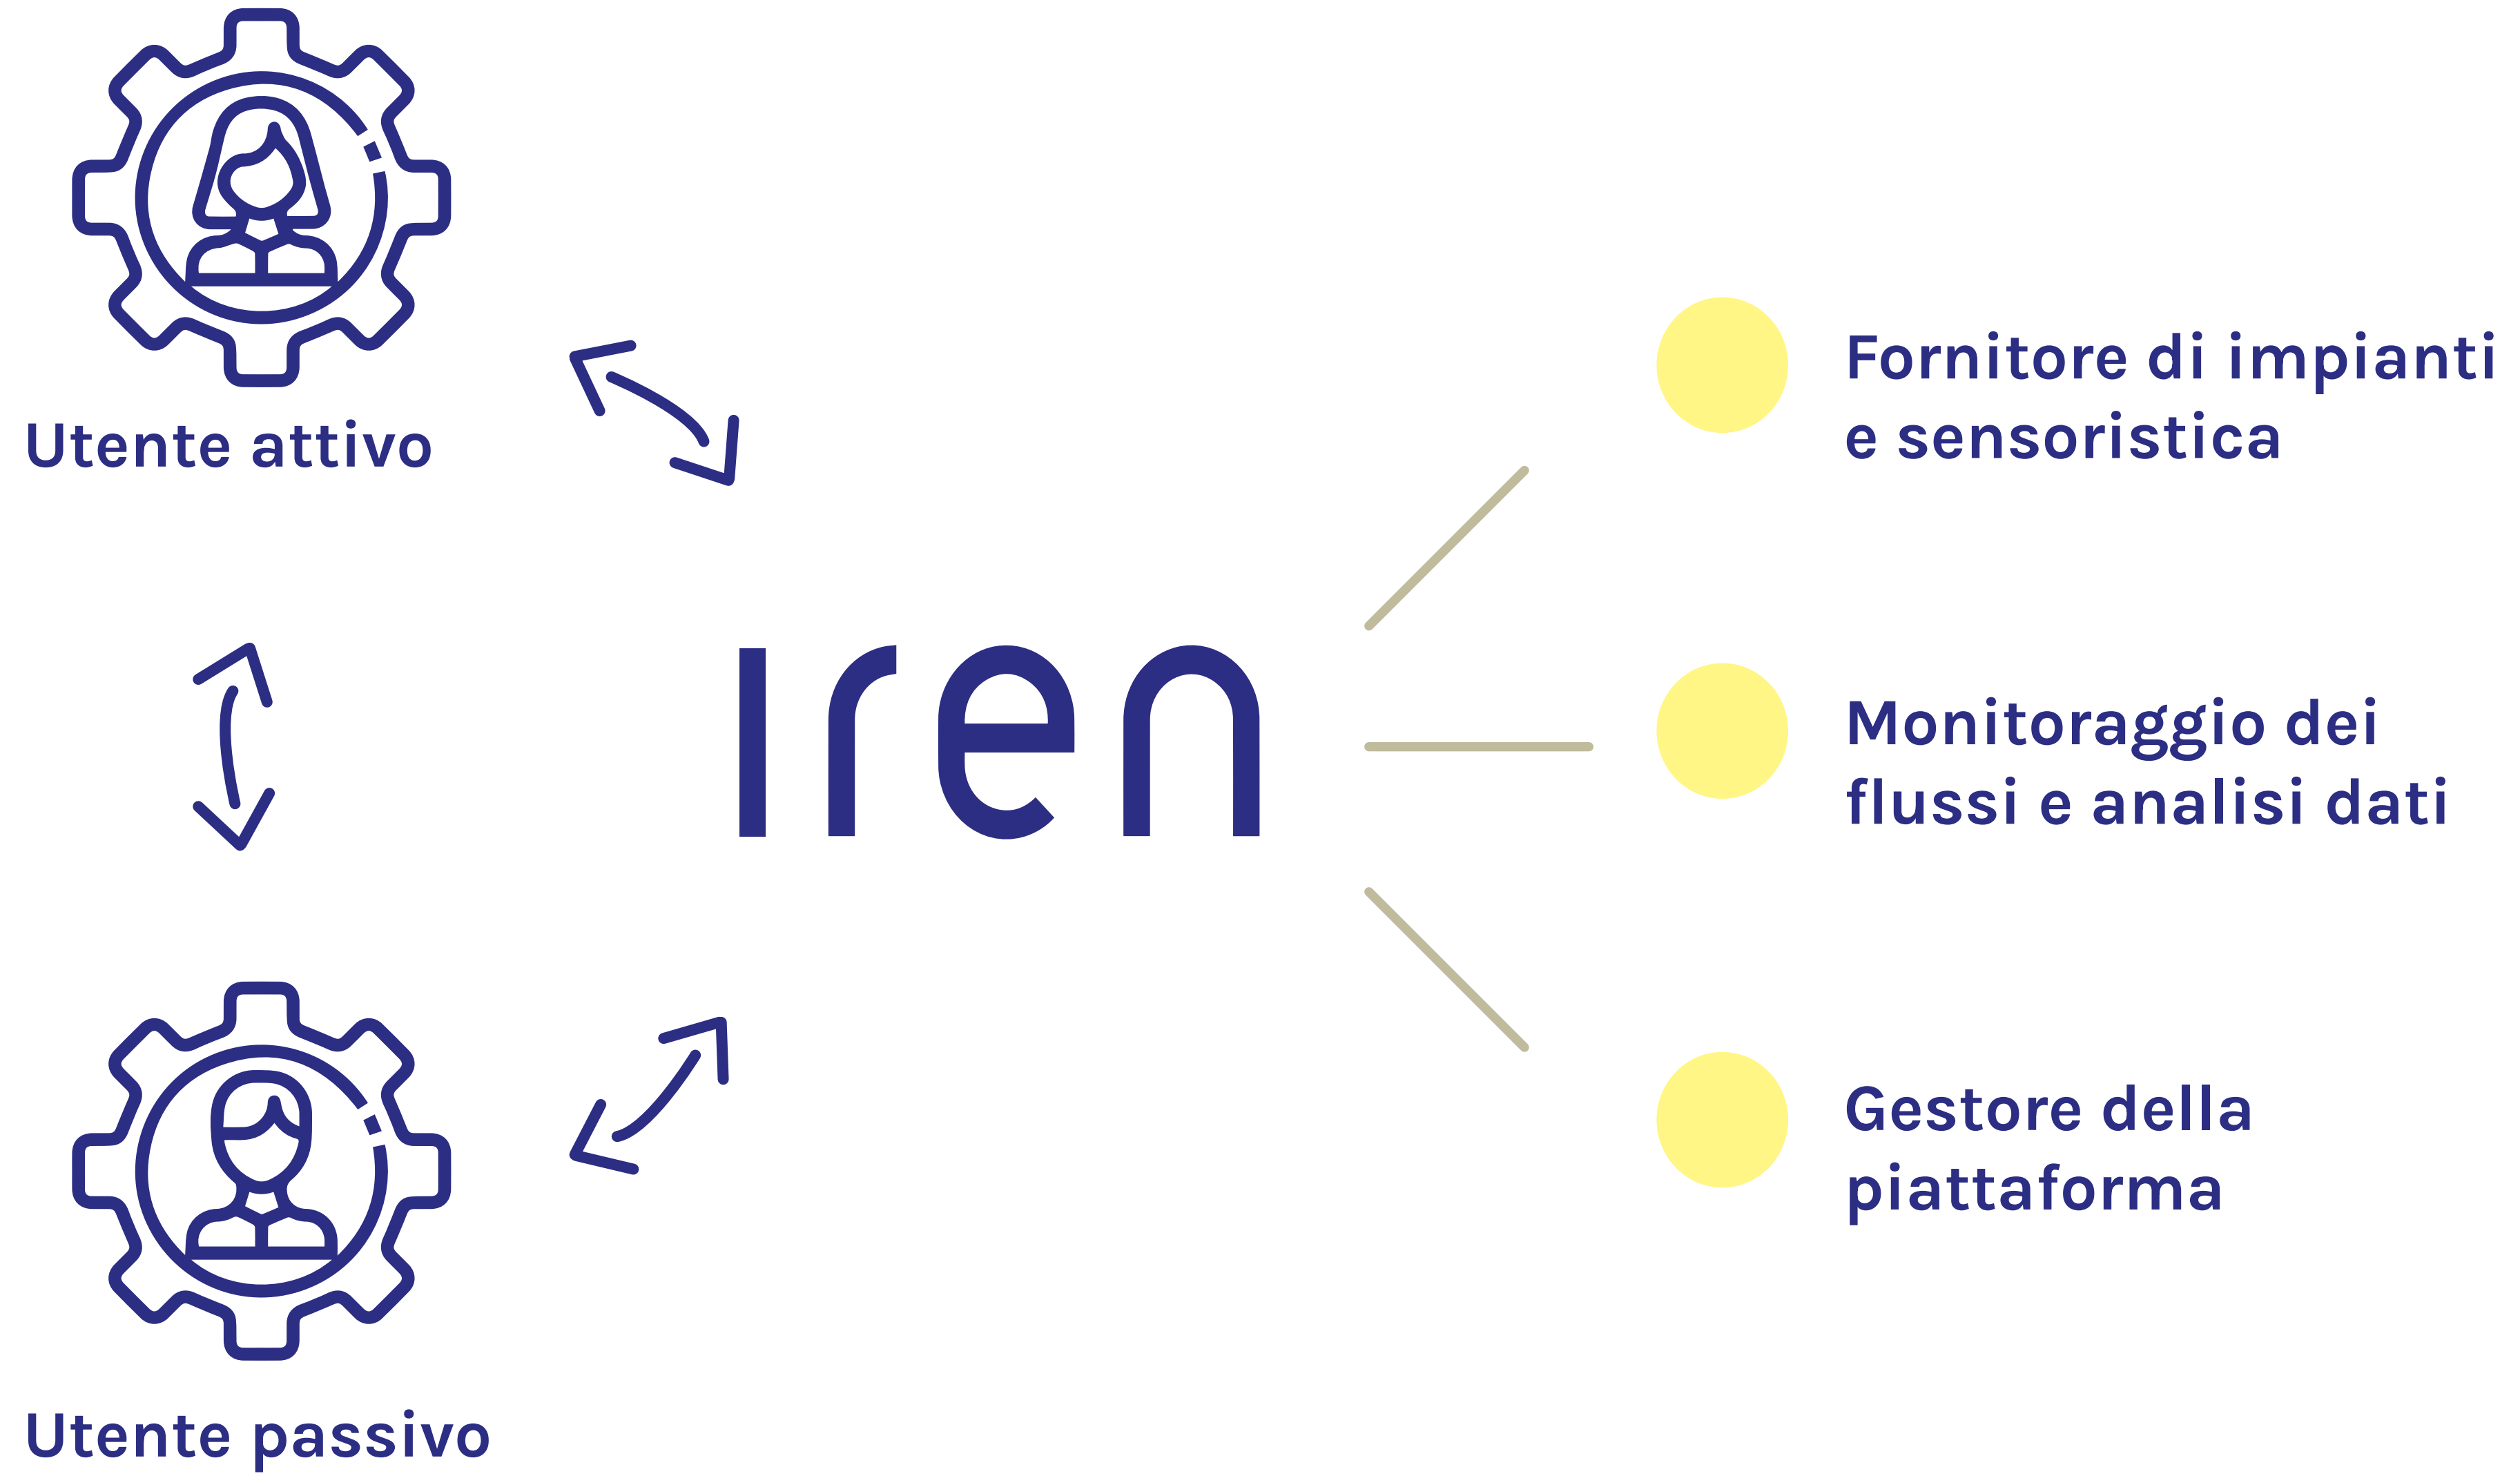 Utente attivo
Iren
Utente passivo
Fornitore di impianti
e sensoristica
Monitoraggio dei
flussi e analisi dati
Gestore della
piattaforma